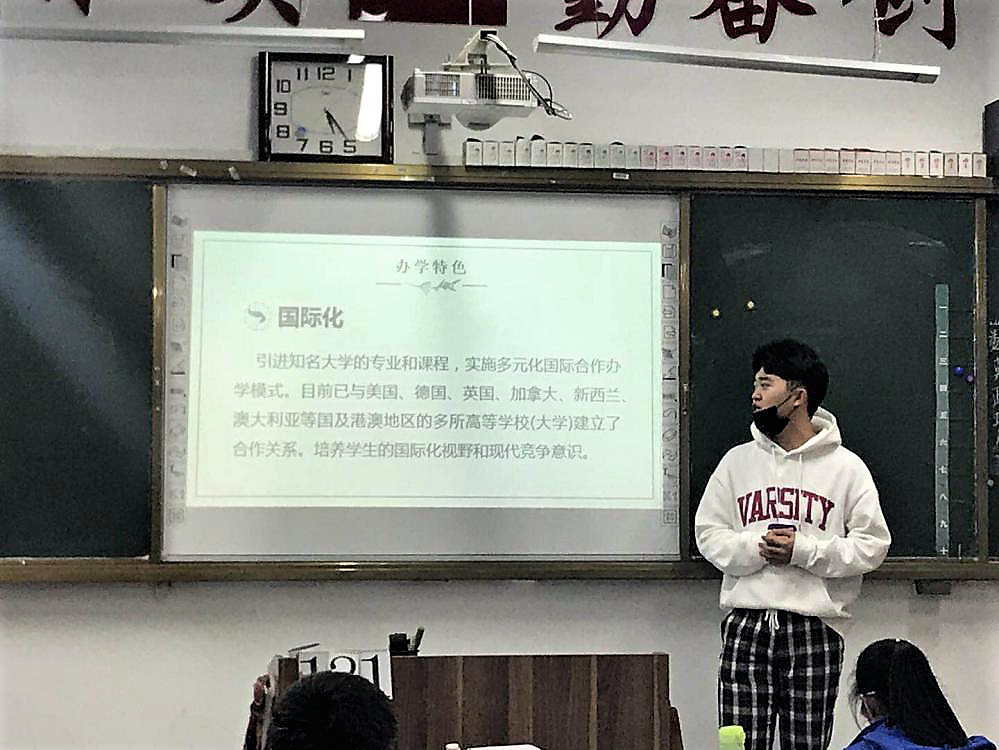 勤奋创
11 12 1
10
9
8
7 6 5
办学特色
国际化
引进知名大学的专业和课程，实施多元化国际合作办
学模式。目前已与美国、德国、英国、加拿大、新西兰、
澳大利亚等国及港澳地区的多所高等学校(大学)建立了
合作关系。培养学生的国际化视野和现代竞争意识。
VARSITY
一
二
三
四
五
六
七
八
九
十
121